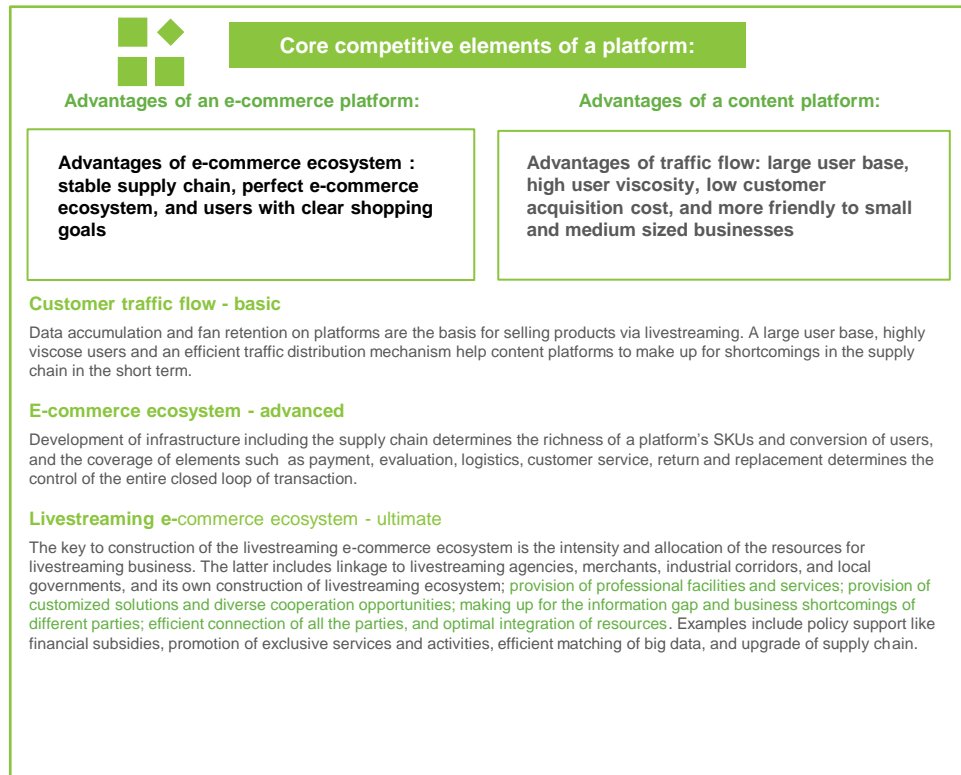 Core competitive elements of a platform:
Advantages of an e-commerce platform:
Advantages of a content platform:
Advantages of e-commerce ecosystem :
stable supply chain, perfect e-commerce
ecosystem, and users with clear shopping
goals
Advantages of traffic flow: large user base,
high user viscosity, low customer
acquisition cost, and more friendly to small
and medium sized businesses
Customer traffic flow - basic
Data accumulation and fan retention on platforms are the basis for selling products via livestreaming. A large user base, highly
viscose users and an efficient traffic distribution mechanism help content platforms to make up for shortcomings in the supply
chain in the short term.
E-commerce ecosystem - advanced
Development of infrastructure including the supply chain determines the richness of a platform's SKUs and conversion of users,
and the coverage of elements such as payment, evaluation, logistics, customer service, return and replacement determines the
control of the entire closed loop of transaction.
Livestreaming e-commerce ecosystem - ultimate
The key to construction of the livestreaming e-commerce ecosystem is the intensity and allocation of the resources for
livestreaming business. The latter includes linkage to livestreaming agencies, merchants, industrial corridors, and local
governments, and its own construction of livestreaming ecosystem; provision of professional facilities and services; provision of
customized solutions and diverse cooperation opportunities; making up for the information gap and business shortcomings of
different parties; efficient connection of all the parties, and optimal integration of resources. Examples include policy support like
financial subsidies, promotion of exclusive services and activities, efficient matching of big data, and upgrade of supply chain.